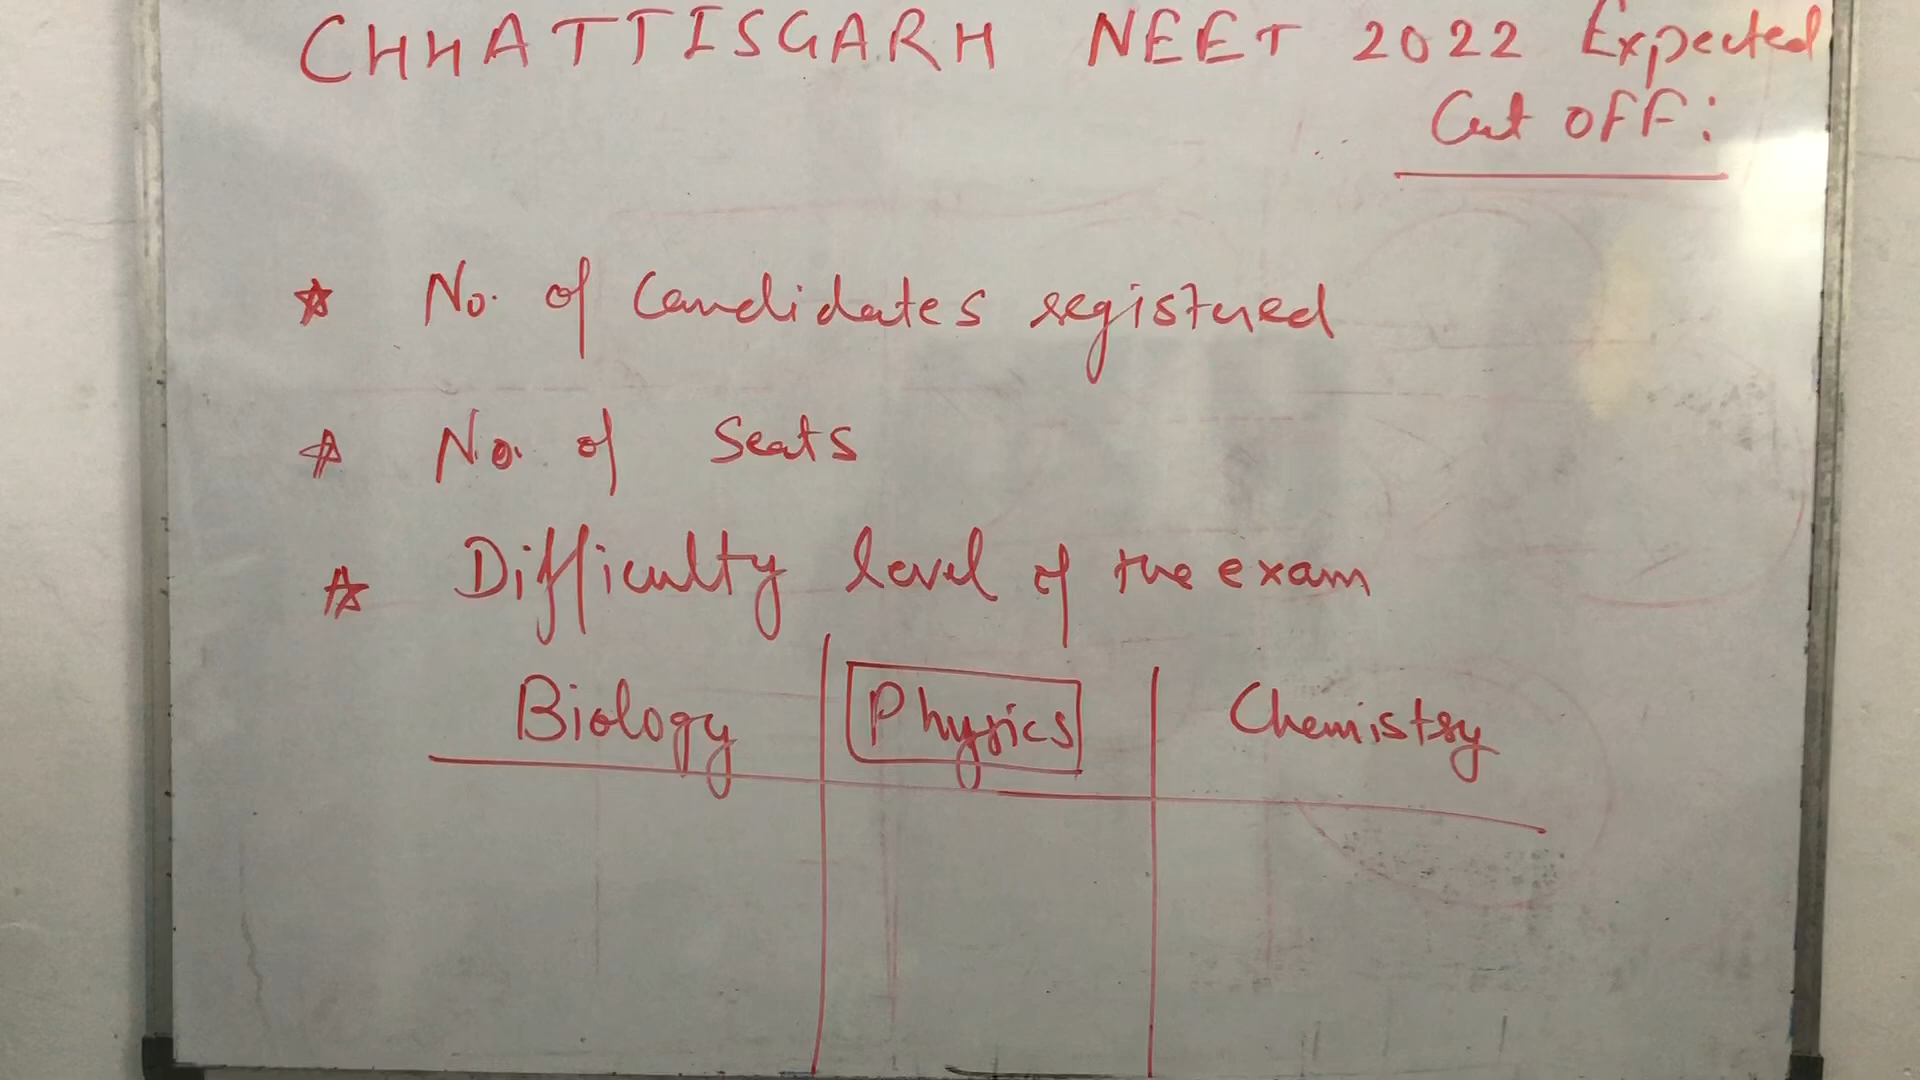 CHHATTISGARH NEET 2022 Expected
Cut OFF:
☆ No. of Candidates registered
☆ No. of Seats
☆ Difficulty level of the exam
Biology Physics Chemistry